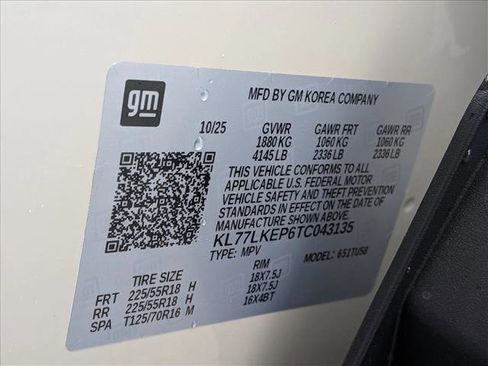 gm
MFD BY GM KOREA COMPANY
10/25 GVWR GAWR FRT GAWR RR
1880 KG 1060 KG 1060 KG
4145 LB 2336 LB 2336 LB
THIS VEHICLE CONFORMS TO ALL
APPLICABLE U.S. FEDERAL MOTOR
VEHICLE SAFETY AND THEFT PREVENTION
STANDARDS IN EFFECT ON THE DATE OF
MANUFACTURE SHOWN ABOVE.
KL77LKEP6TC043135
TYPE: MPV MODEL: 651TU58
TIRE SIZE RIM
FRT 225/55R18 H 18X7.5J
RR 225/55R18 H 18X7.5J
SPA T125/70R16 M 16X4BT